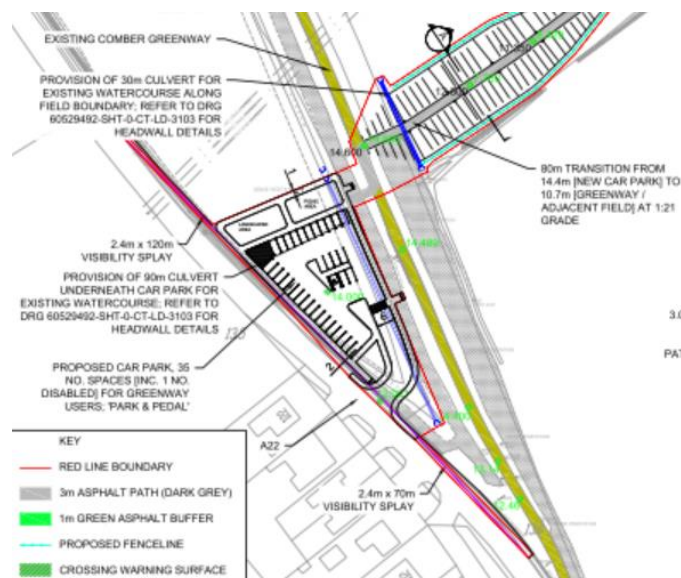 EXISTING COMBER GREENWAY
PROVISION OF 30m CULVERT FOR
EXISTING WATERCOURSE ALONG
FIELD BOUNDARY; REFER TO DRG
60529492-SHT-0-CT-LD-3103 FOR
HEADWALL DETAILS
14.600
80m TRANSITION FROM
14.4m [NEW CAR PARK] TO
10.7m [GREENWAY /
ADJACENT FIELD] AT 1:21
GRADE
2.4m x 120m
VISIBILITY SPLAY
PROVISION OF 90m CULVERT
UNDERNEATH CAR PARK FOR
EXISTING WATERCOURSE; REFER TO
DRG 60529492-SHT-0-CT-LD-3103 FOR
HEADWALL DETAILS
PROPOSED CAR PARK, 35
NO. SPACES [INC. 1 NO.
DISABLED] FOR GREENWAY
USERS; 'PARK & PEDAL'
A22
2.4m x 70m
VISIBILITY SPLAY
KEY
RED LINE BOUNDARY
3m ASPHALT PATH (DARK GREY)
1m GREEN ASPHALT BUFFER
PROPOSED FENCELINE
CROSSING WARNING SURFACE